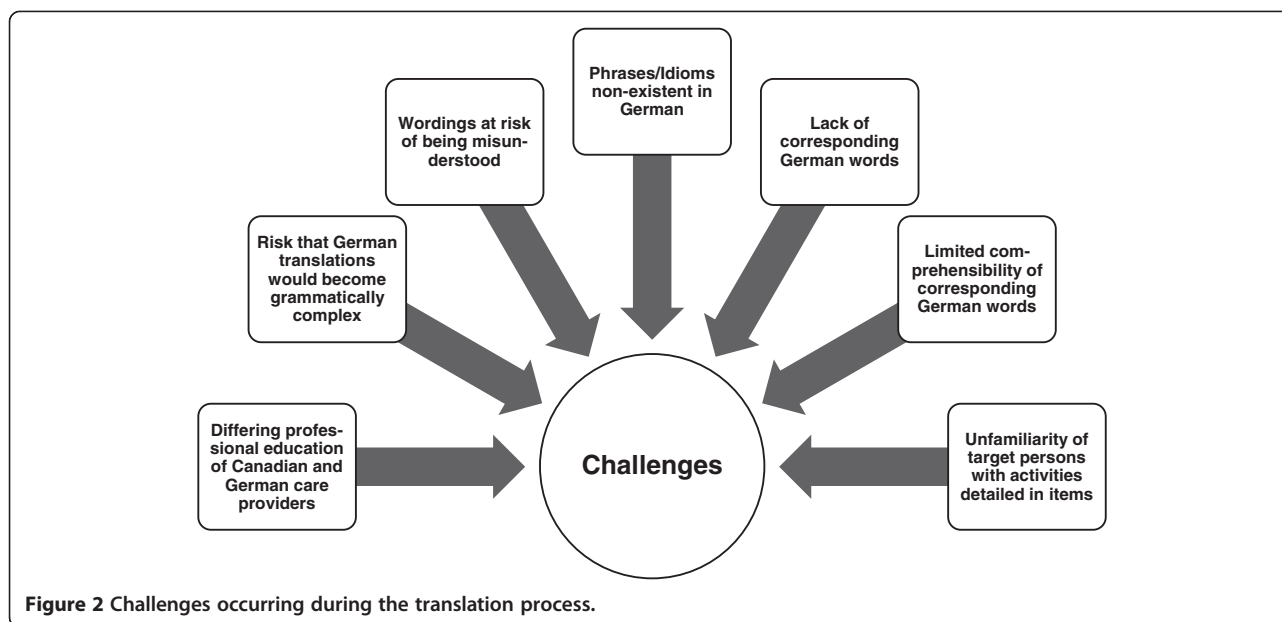 Phrases/Idioms
non-existent in
German
Wordings at risk
of being misun-
derstood
Lack of
corresponding
German words
Risk that German
translations
would become
grammatically
complex
Limited com-
prehensibility of
corresponding
German words
Differing profes-
sional education
of Canadian and
German care
providers
Challenges
Unfamiliarity of
target persons
with activities
detailed in items
Figure 2 Challenges occurring during the translation process.